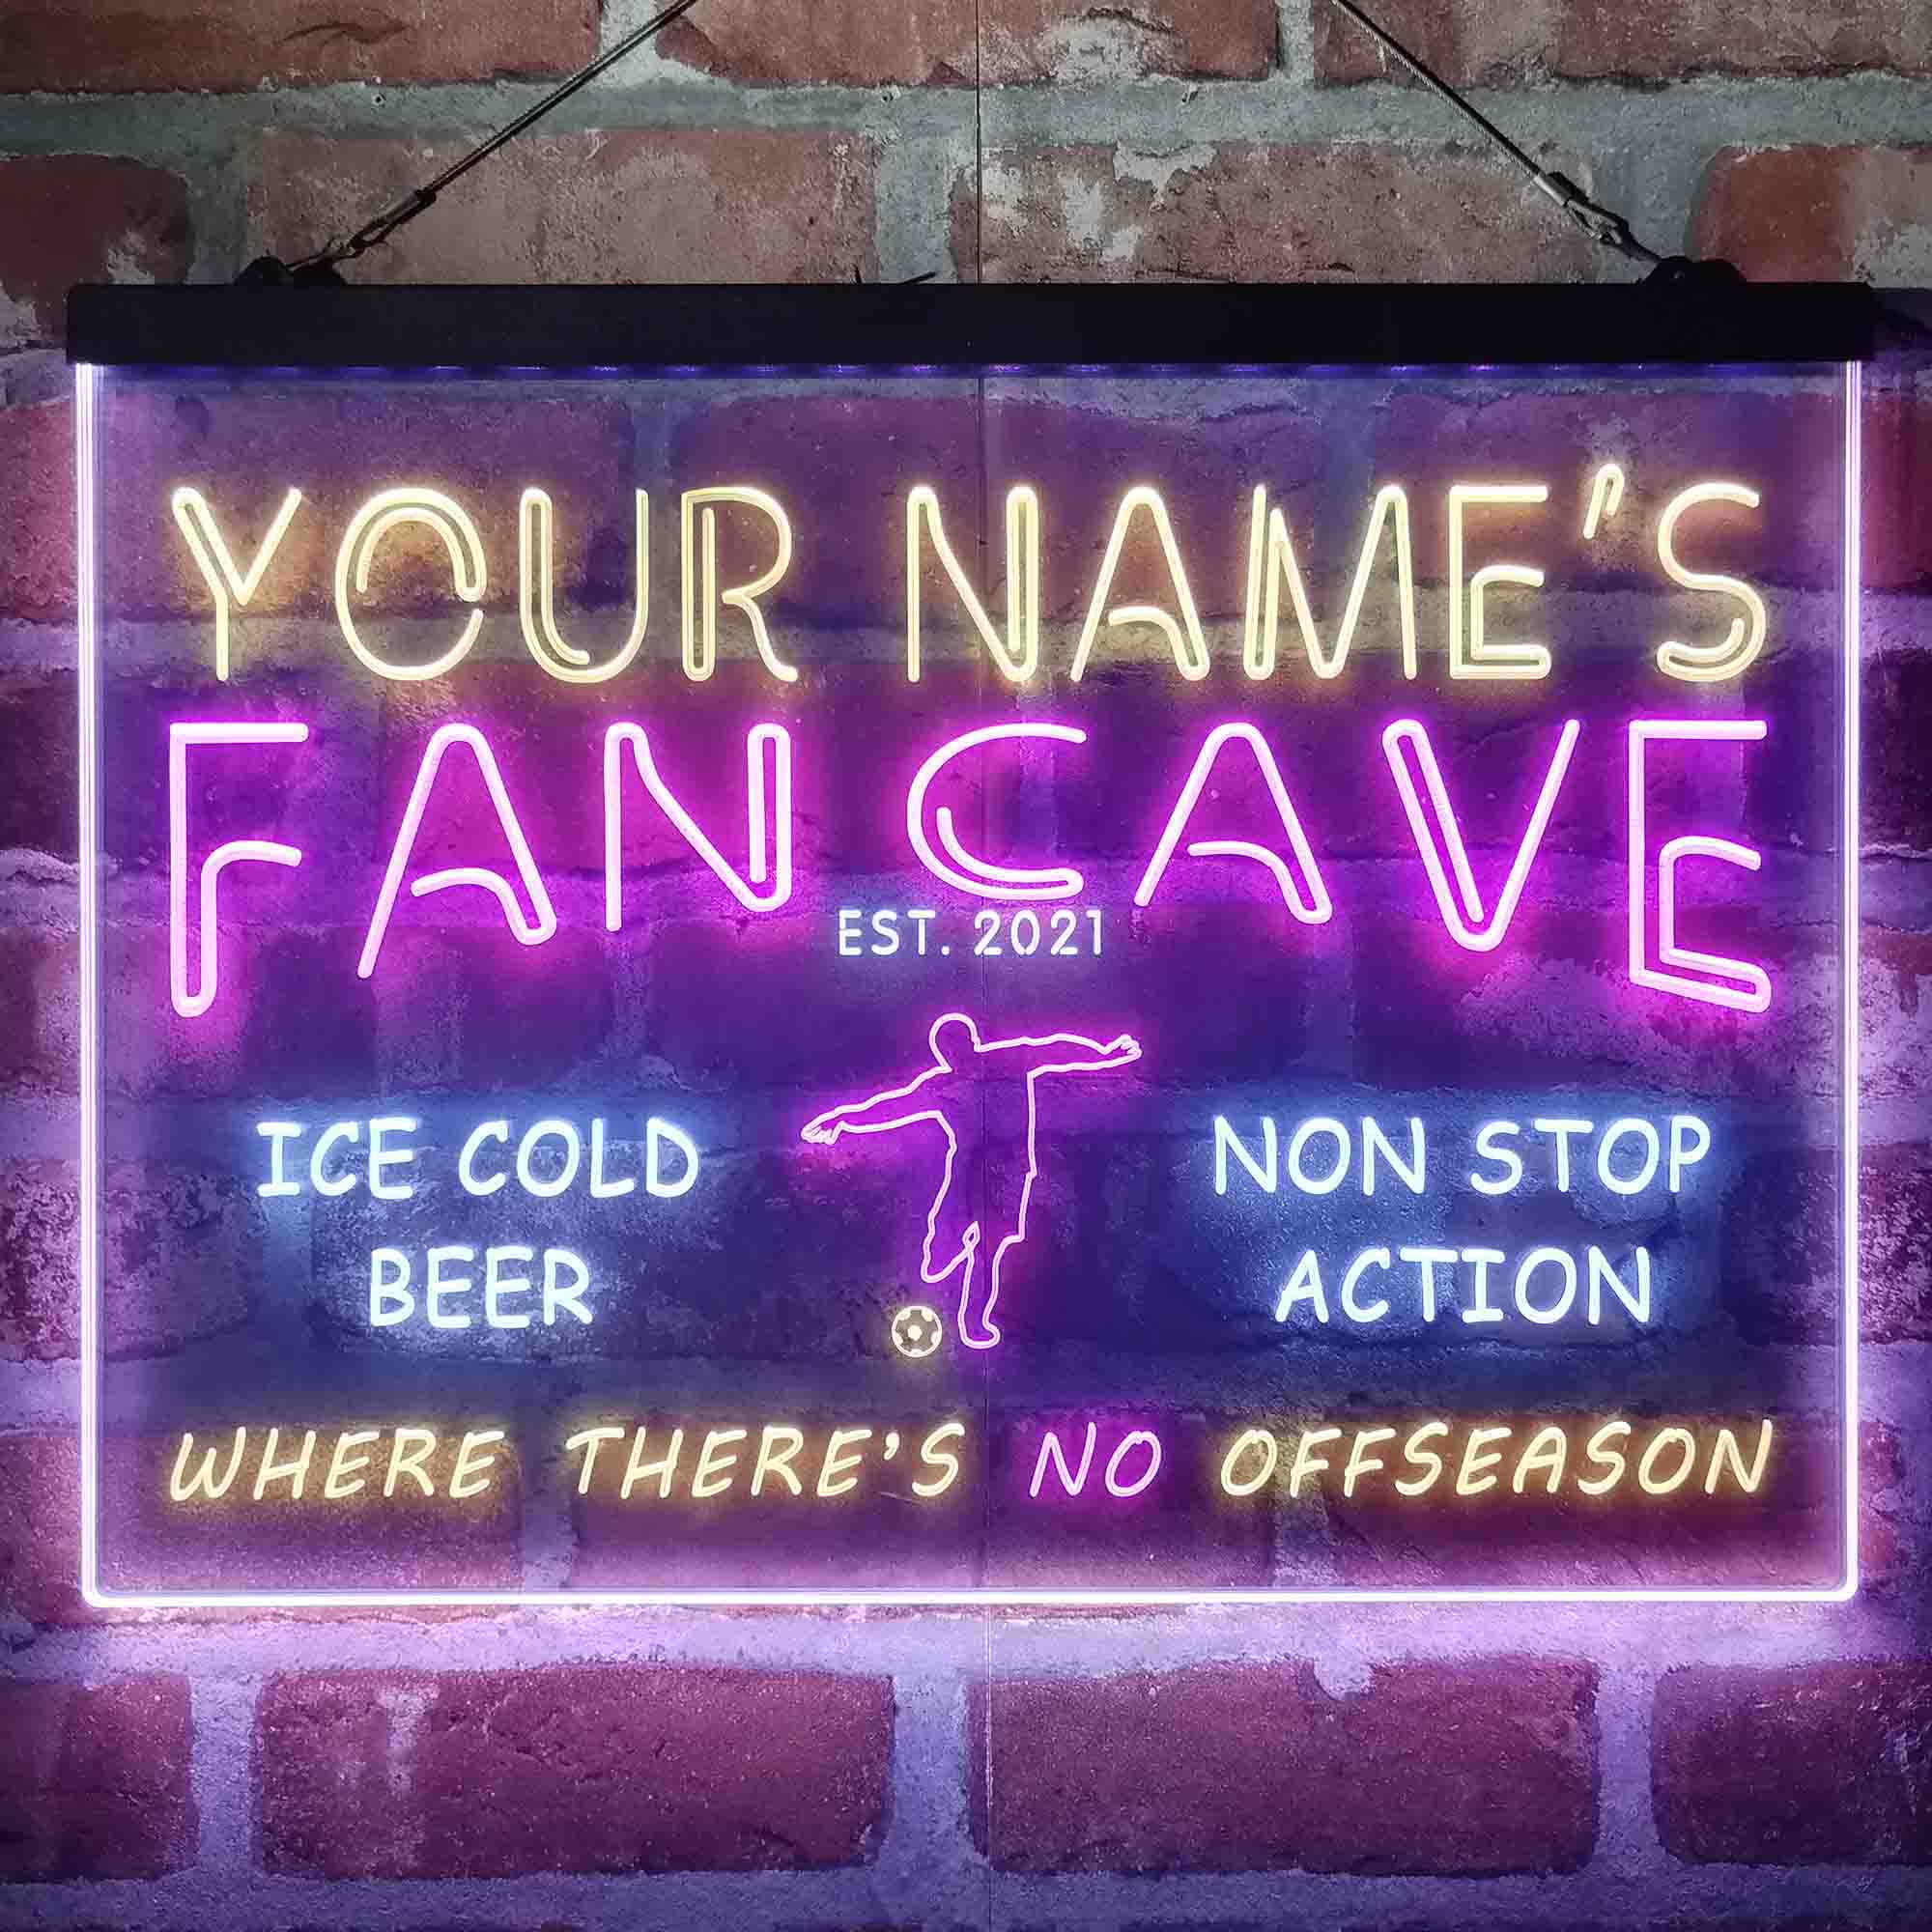 YOUR NAME'S
FAN CAVE
EST. 2021
ICE COLD
BEER
NON STOP
ACTION
WHERE THERE'S NO OFFSEASON